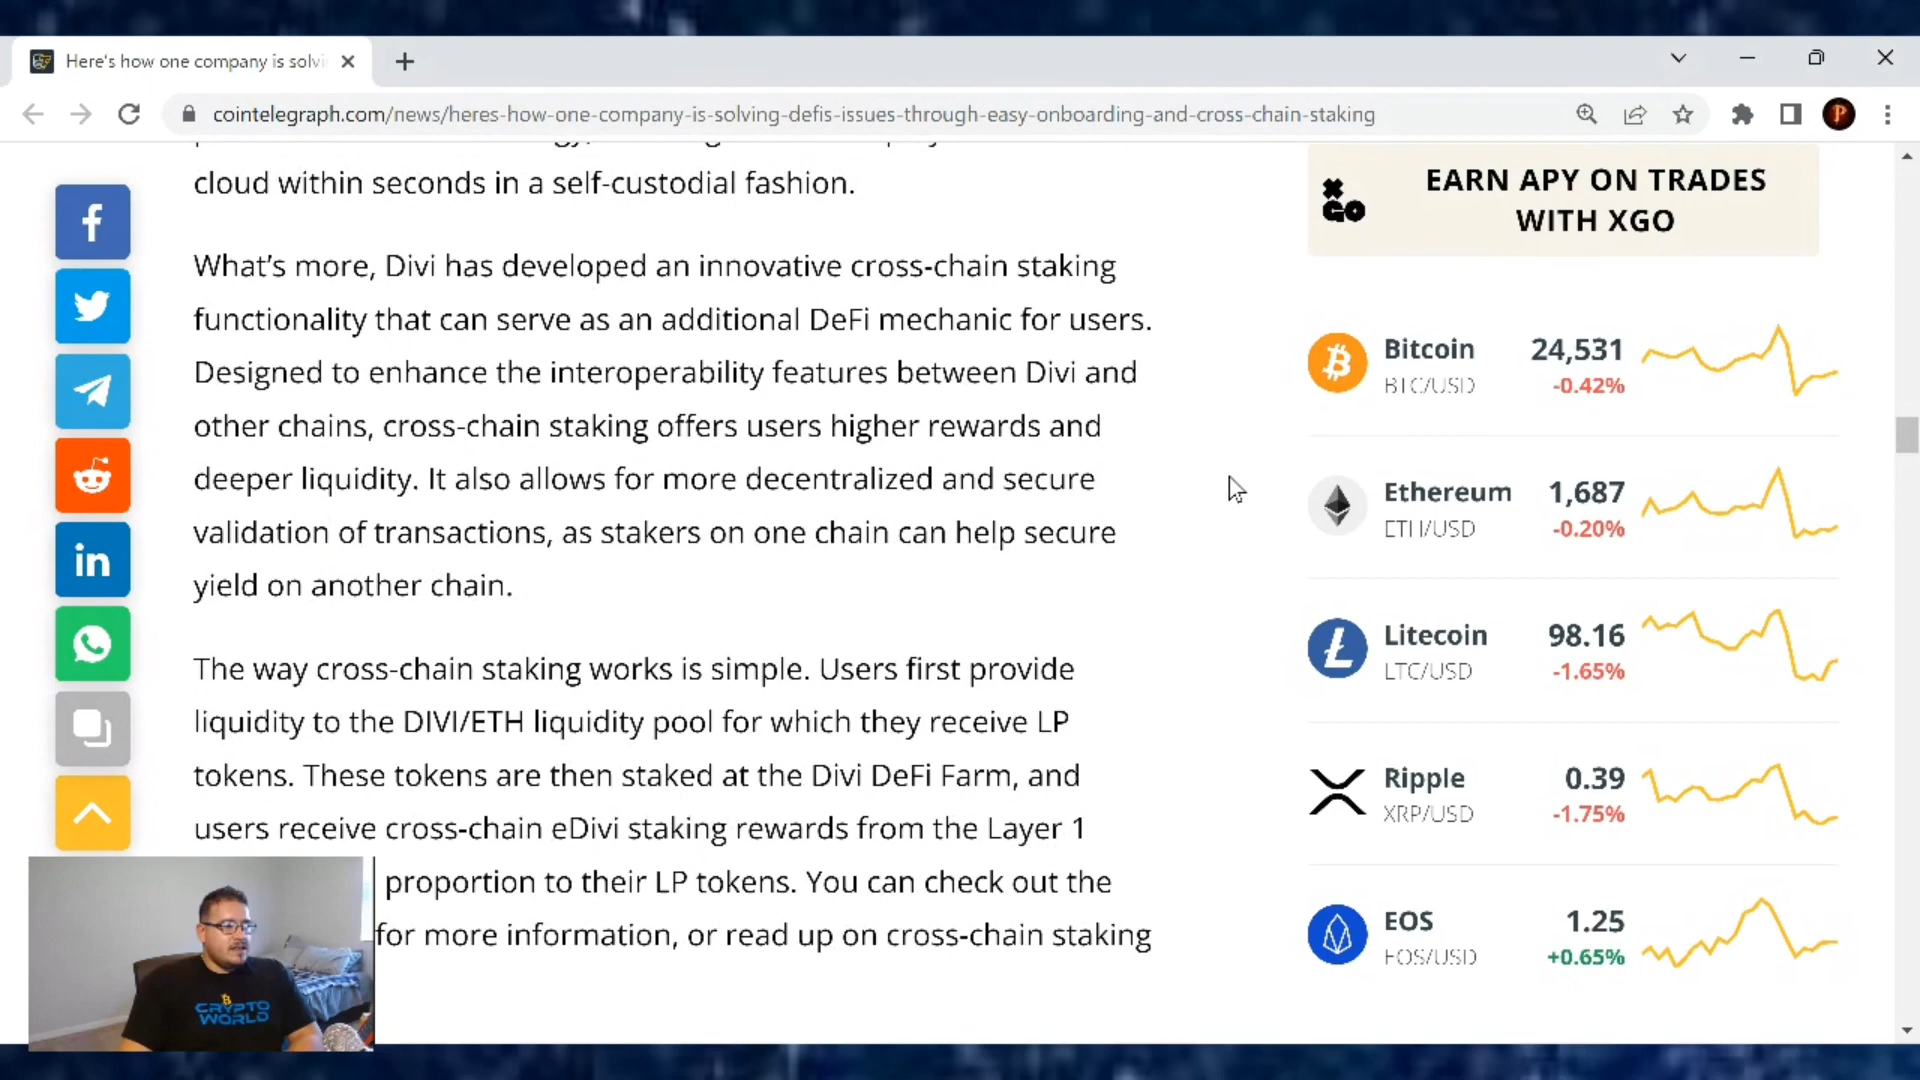 Here's how one company is solvi
cointelegraph.com/news/heres-how-one-company-is-solving-defis-issues-through-easy-onboarding-and-cross-chain-staking
cloud within seconds in a self-custodial fashion.
What’s more, Divi has developed an innovative cross-chain staking
functionality that can serve as an additional DeFi mechanic for users.
Designed to enhance the interoperability features between Divi and
other chains, cross-chain staking offers users higher rewards and
deeper liquidity. It also allows for more decentralized and secure
validation of transactions, as stakers on one chain can help secure
yield on another chain.
The way cross-chain staking works is simple. Users first provide
liquidity to the DIVI/ETH liquidity pool for which they receive LP
tokens. These tokens are then staked at the Divi DeFi Farm, and
users receive cross-chain eDivi staking rewards from the Layer 1
proportion to their LP tokens. You can check out the
for more information, or read up on cross-chain staking
EARN APY ON TRADES
WITH XGO
Bitcoin 24,531
BTC/USD -0.42%
Ethereum 1,687
ETH/USD -0.20%
Litecoin 98.16
LTC/USD -1.65%
Ripple 0.39
XRP/USD -1.75%
EOS 1.25
EOS/USD +0.65%
CRYPTO
WORLD